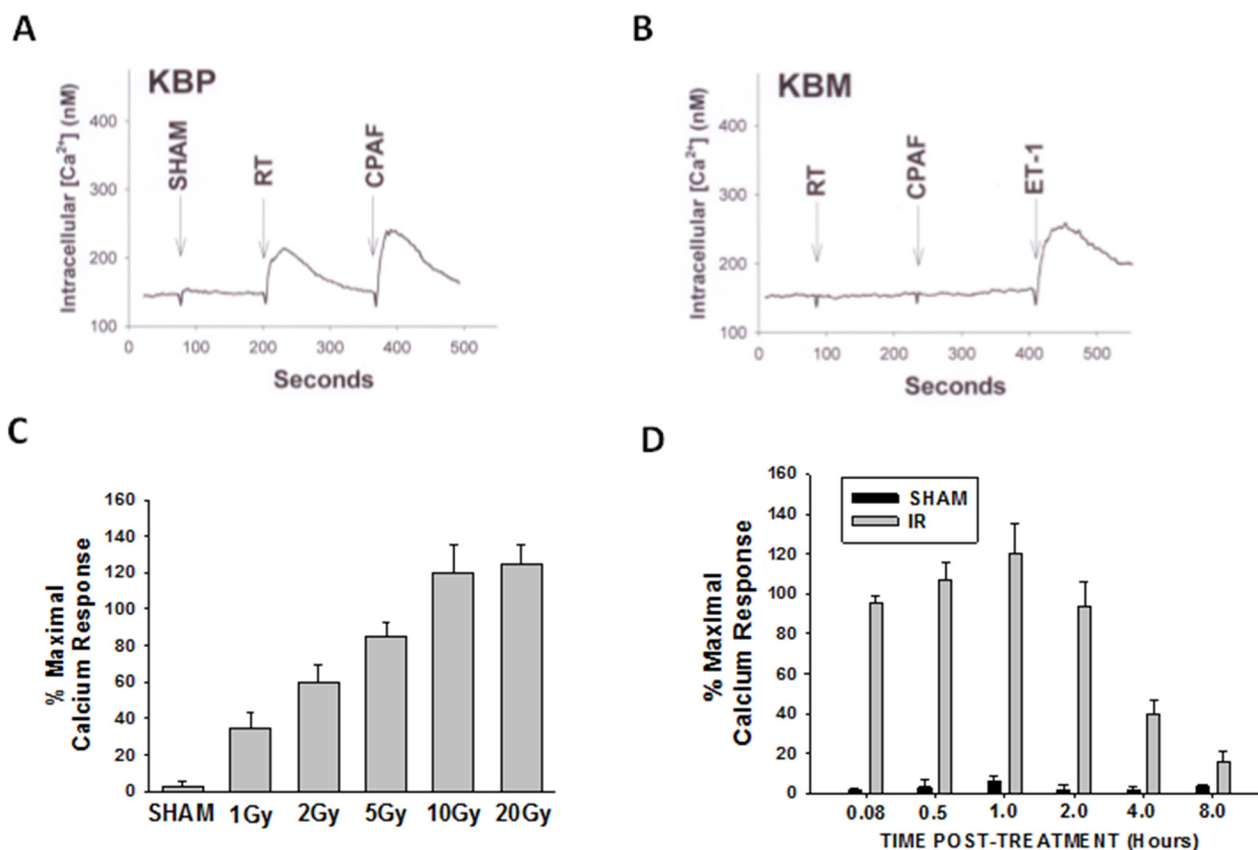 A
KBP
Intracellular [Ca²⁺] (nM)
400
300
200
100
SHAM
RT
CPAF
0 100 200 300 400 500
Seconds
B
KBM
Intracellular [Ca²⁺] (nM)
400
300
200
100
RT
CPAF
ET-1
0 100 200 300 400 500
Seconds
C
% Maximal
Calcium Response
160
140
120
100
80
60
40
20
0
SHAM 1Gy 2Gy 5Gy 10Gy 20Gy
D
% Maximal
Calcium Response
160
140
120
100
80
60
40
20
0
SHAM
IR
0.08 0.5 1.0 2.0 4.0 8.0
TIME POST-TREATMENT (Hours)